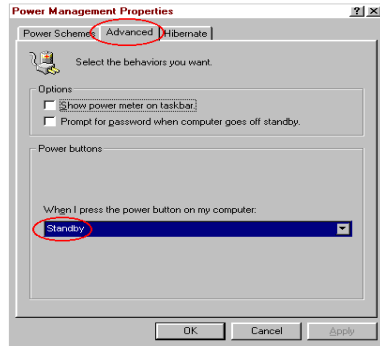 Power Management Properties
Power Schemes Advanced Hibernate
Select the behaviors you want.
Options
Show power meter on taskbar.
Prompt for password when computer goes off standby.
Power buttons
When I press the power button on my computer:
Standby
OK Cancel Apply